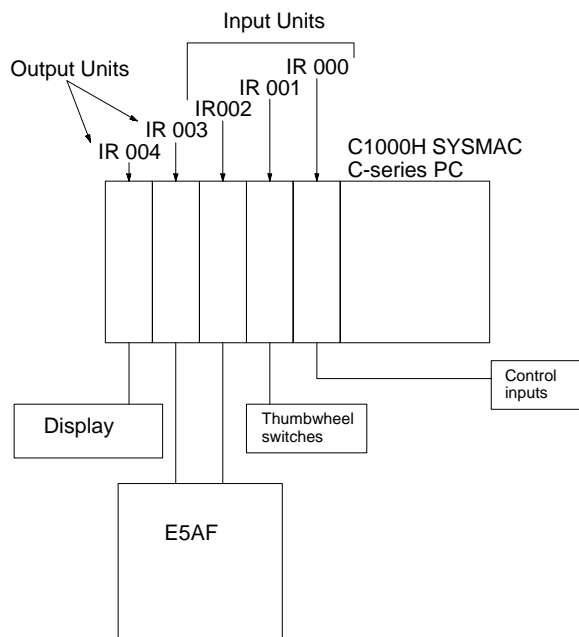 Input Units
Output Units
IR 000
IR 001
IR002
IR 003
IR 004
C1000H SYSMAC
C-series PC
Control
inputs
Display
Thumbwheel
switches
E5AF